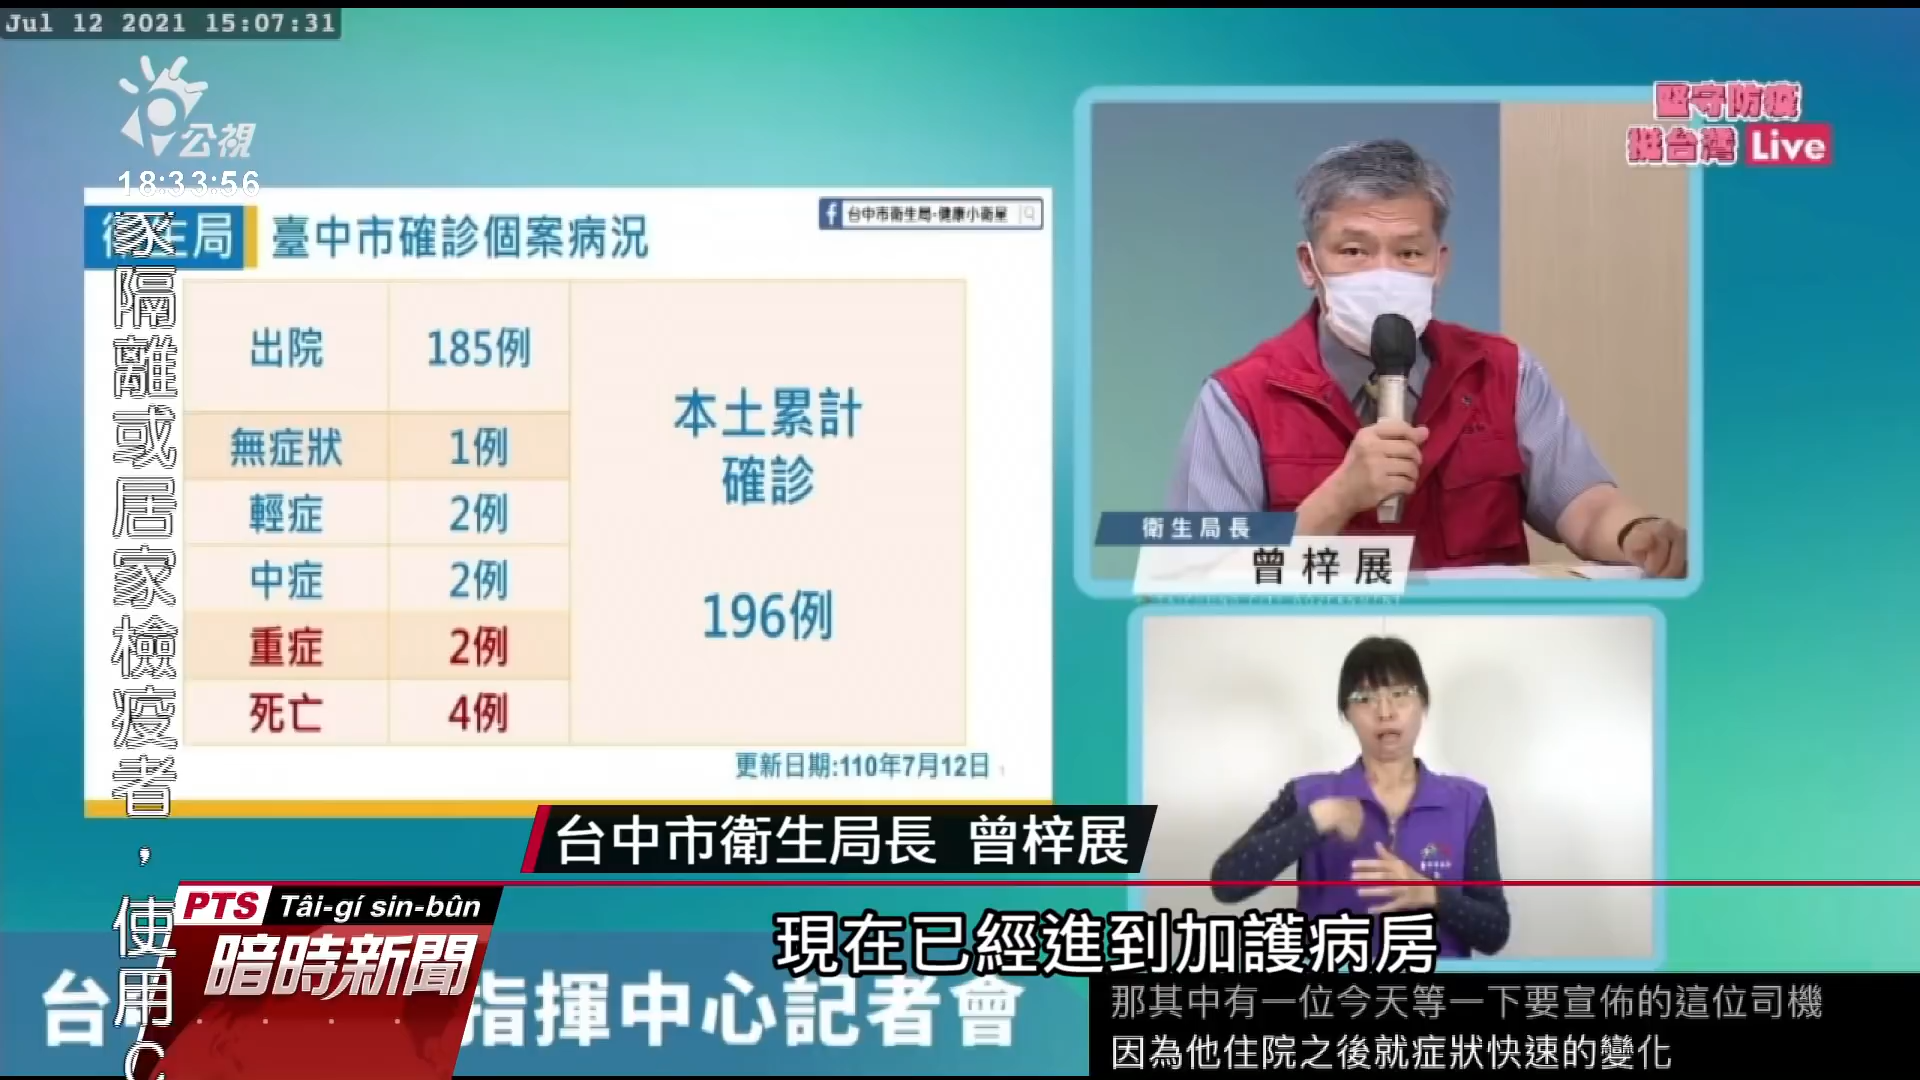 Jul 12 2021 15:07:31
公視
18:33:56
堅守防疫
挺台灣 Live
臺中市確診個案病況
台中市衛生局-健康小衛星
出院 185例
無症狀 1例
輕症 2例
中症 2例
重症 2例
死亡 4例
本土累計
確診
196例
更新日期:110年7月12日
家隔離或居家檢疫者，使用
衛生局長
曾梓展
台中市衛生局長 曾梓展
PTS Tâi-gí sin-bûn
暗時新聞
現在已經進到加護病房
指揮中心記者會
那其中有一位今天等一下要宣佈的這位司機
因為他住院之後就症狀快速的變化